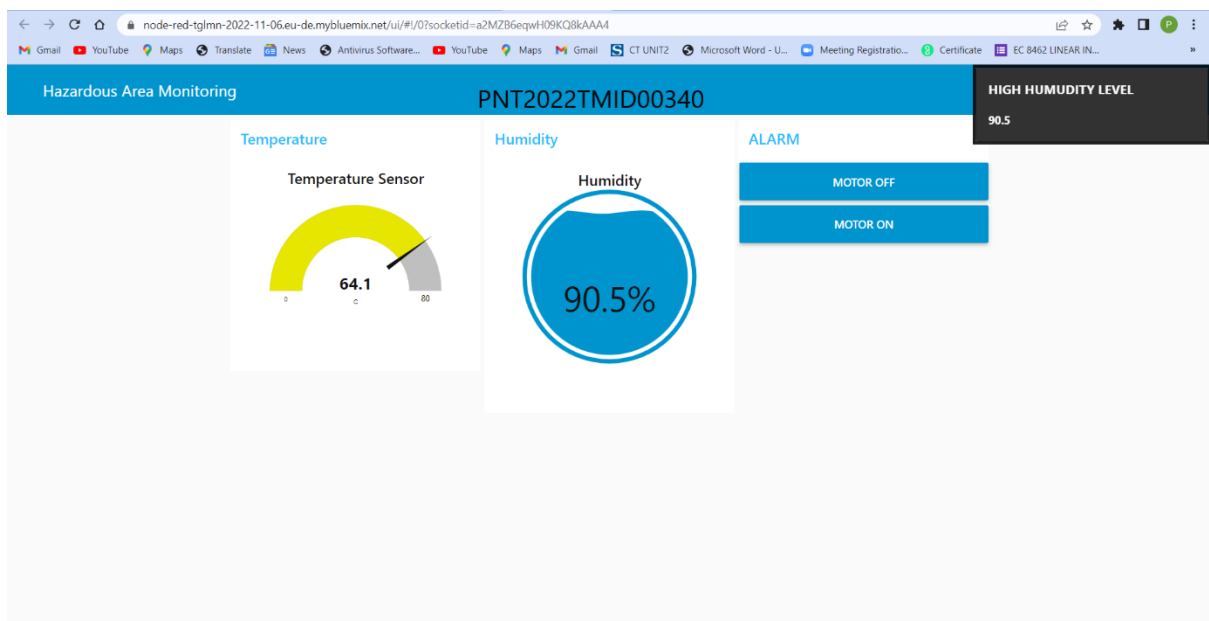 node-red-tglmn-2022-11-06.eu-de.mybluemix.net/ui/#!/0?socketid=a2MZB6eqwH09KQ8kAAA4
P
Gmail YouTube Maps Translate News Antivirus Software... YouTube Maps Gmail CT UNIT2 Microsoft Word - U... Meeting Registratio... Certificate EC 8462 LINEAR IN... »
Hazardous Area Monitoring
PNT2022TMID00340
HIGH HUMUDITY LEVEL
90.5
Temperature
Temperature Sensor
64.1
0 C 80
Humidity
Humidity
90.5%
ALARM
MOTOR OFF
MOTOR ON